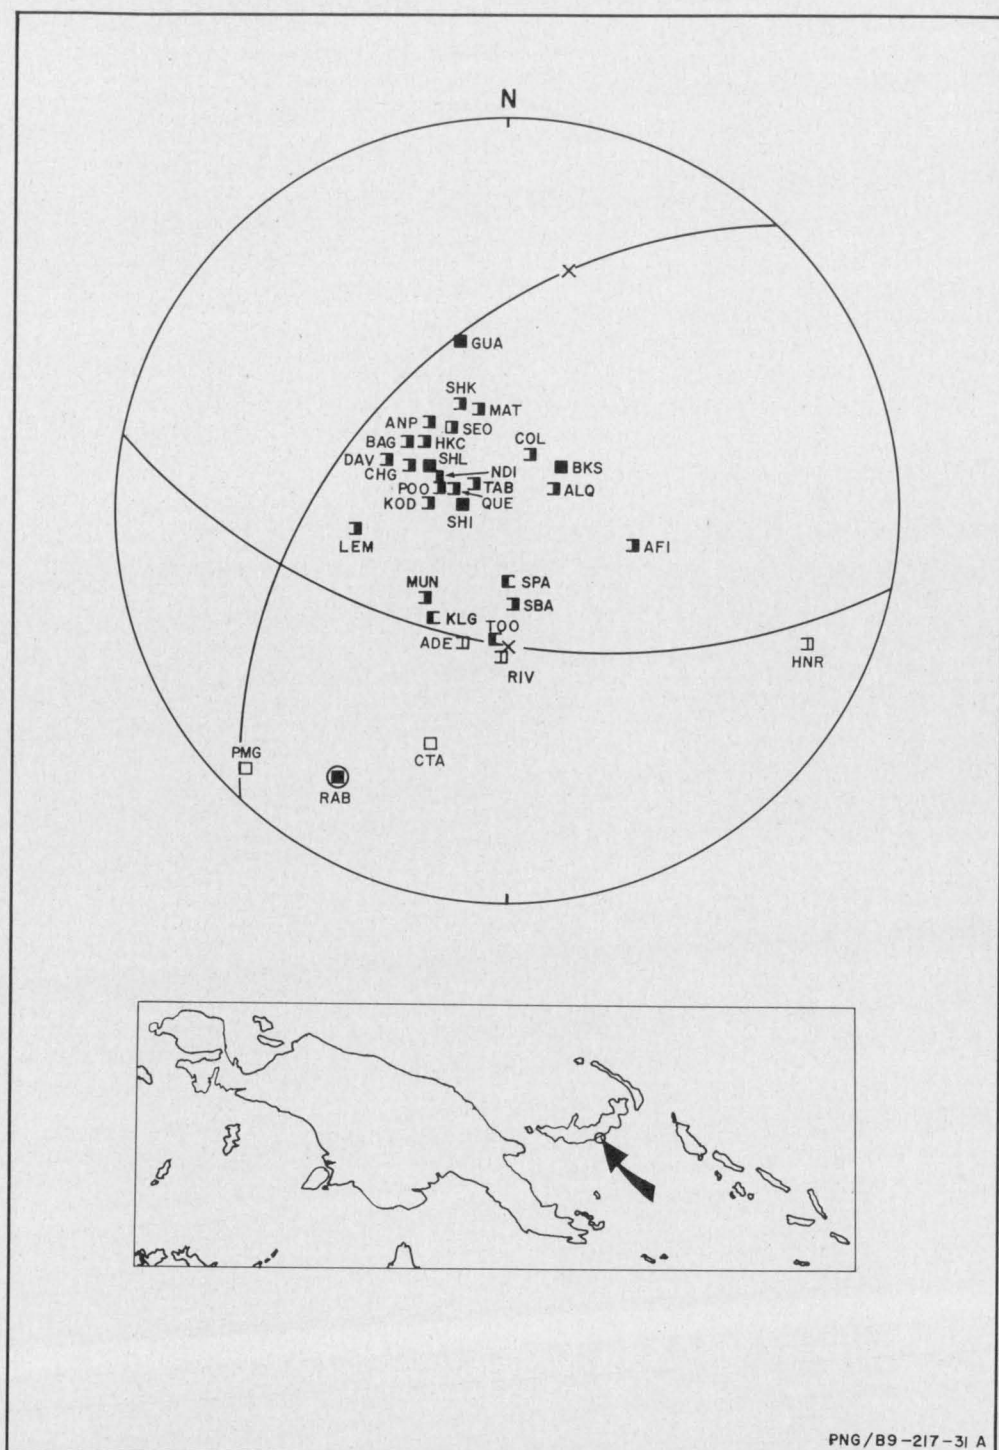 N
GUA
SHK
MAT
ANP
SEO
BAG
HKC
COL
DAV
SHL
CHG
NDI
BKS
POO
TAB
ALQ
KOD
QUE
SHI
LEM
AFI
MUN
SPA
SBA
KLG
TOO
ADE
RIV
HNR
PMG
CTA
RAB
PNG/B9-217-31 A